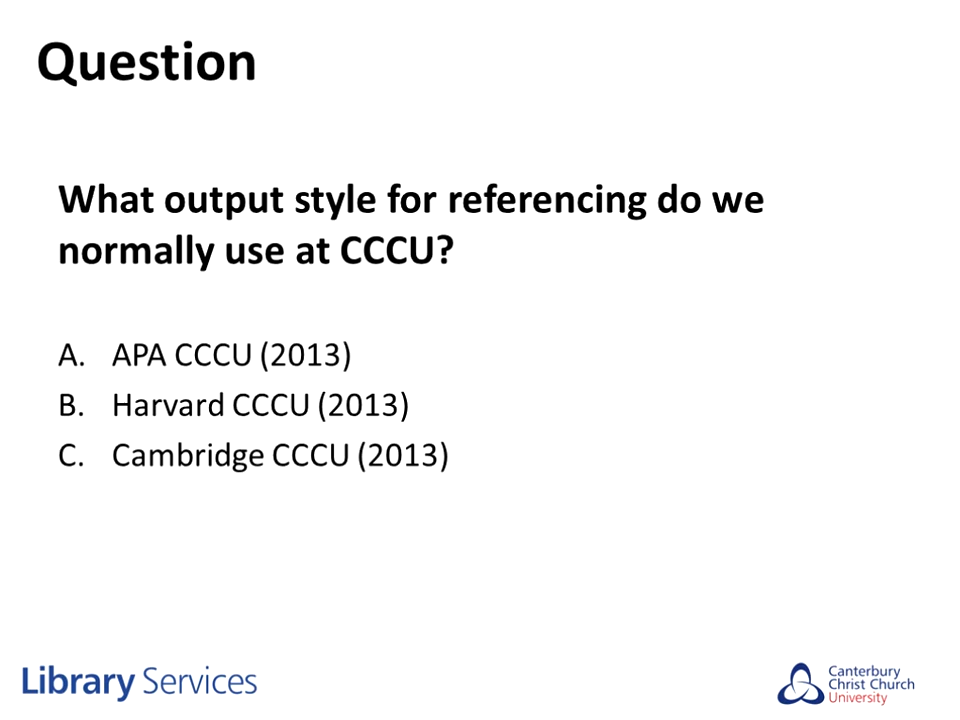 Question
What output style for referencing do we
normally use at CCCU?
A. APA CCCU (2013)
B. Harvard CCCU (2013)
C. Cambridge CCCU (2013)
Library Services
Canterbury
Christ Church
University